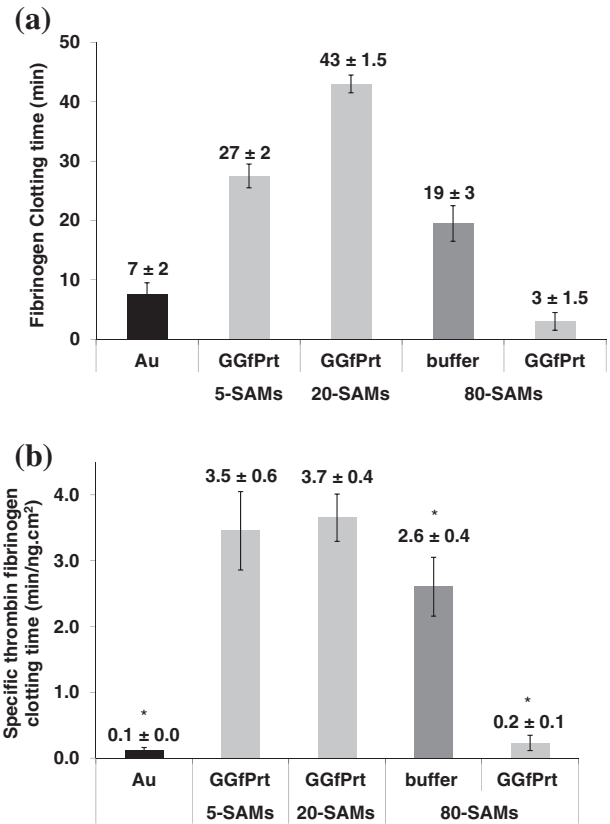 (a)
Fibrinogen Clotting time (min)
50
40
30
20
10
0
7 ± 2
27 ± 2
43 ± 1.5
19 ± 3
3 ± 1.5
Au GGfPrt GGfPrt buffer GGfPrt
5-SAMs 20-SAMs 80-SAMs
(b)
Specific thrombin fibrinogen
clotting time (min/ng.cm²)
4.0
3.0
2.0
1.0
0.0
*
0.1 ± 0.0
3.5 ± 0.6
3.7 ± 0.4
*
2.6 ± 0.4
*
0.2 ± 0.1
Au GGfPrt GGfPrt buffer GGfPrt
5-SAMs 20-SAMs 80-SAMs